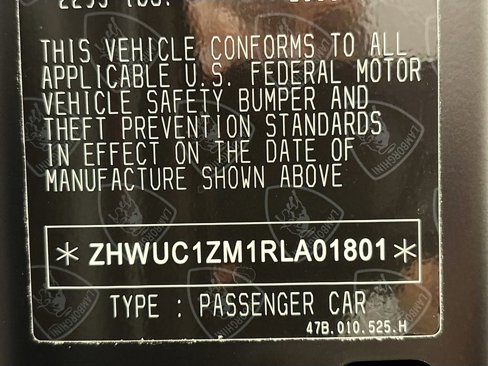 THIS VEHICLE CONFORMS TO ALL
APPLICABLE U.S. FEDERAL MOTOR
VEHICLE SAFETY BUMPER AND
THEFT PREVENTION STANDARDS
IN EFFECT ON THE DATE OF
MANUFACTURE SHOWN ABOVE
* ZHWUC1ZM1RLA01801 *
TYPE : PASSENGER CAR
47B.010.525.H
LAMBORGHINI